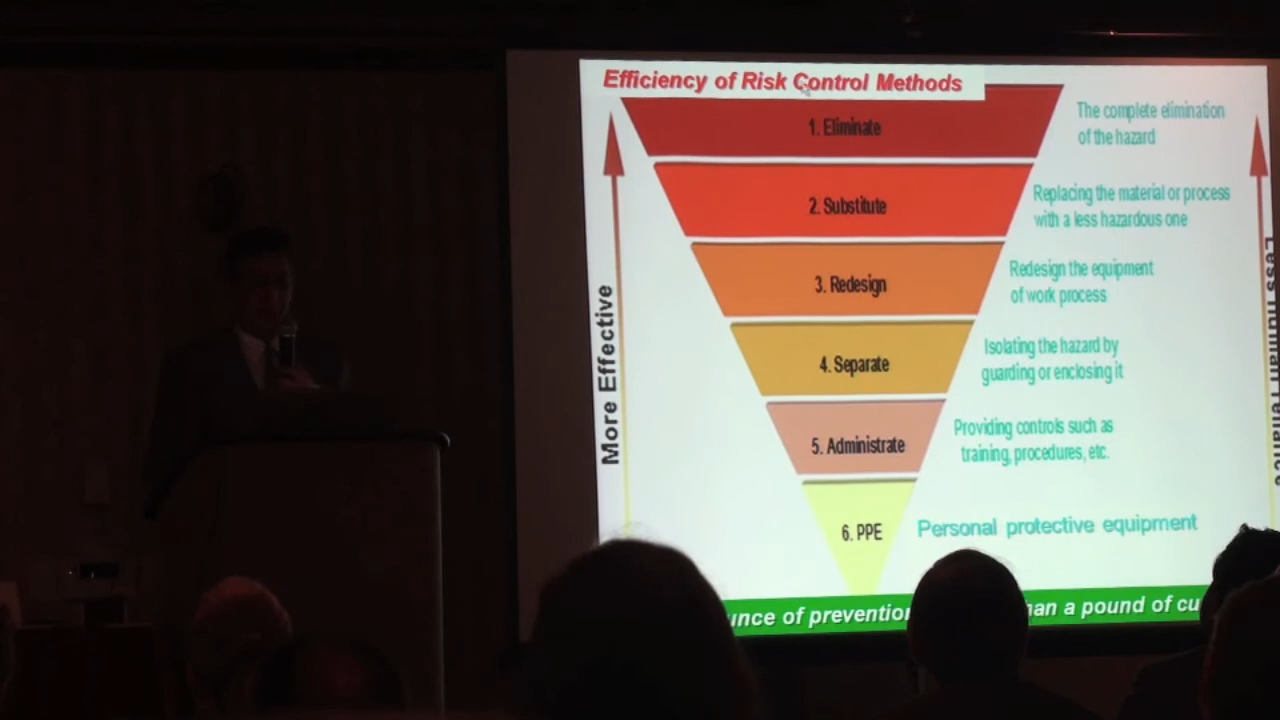 Efficiency of Risk Control Methods
1. Eliminate
The complete elimination
of the hazard
2. Substitute
Replacing the material or process
with a less hazardous one
3. Redesign
Redesign the equipment
of work process
4. Separate
Isolating the hazard by
guarding or enclosing it
5. Administrate
Providing controls such as
training, procedures, etc.
6. PPE
Personal protective equipment
More Effective
Less Human reliance
of prevention
a pound of